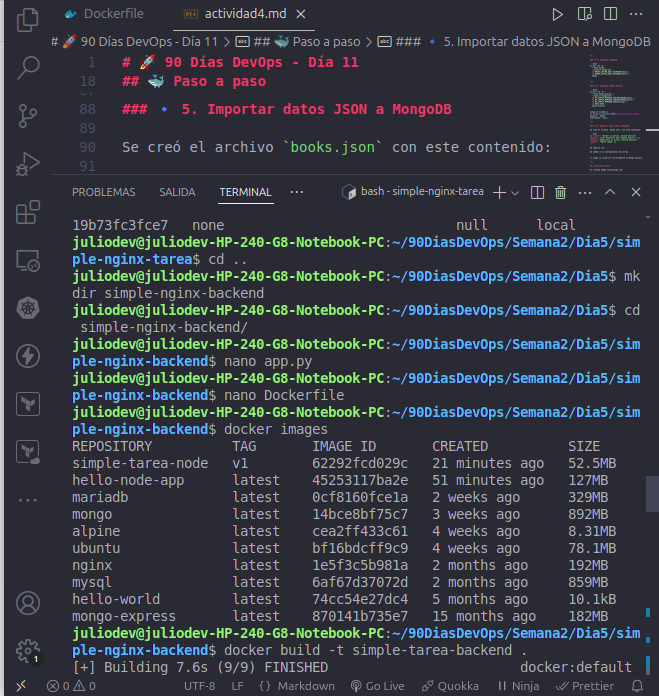 Dockerfile
actividad4.md
# 🚀 90 Días DevOps - Día 11 > ## 🐳 Paso a paso > ### 🔹 5. Importar datos JSON a MongoDB
1 # 🚀 90 Días DevOps - Día 11
18 ## 🐳 Paso a paso
88 ### 🔹 5. Importar datos JSON a MongoDB
89
90 Se creó el archivo `books.json` con este contenido:
91
PROBLEMAS SALIDA TERMINAL ··· bash - simple-nginx-tarea
19b73fc3fce7 none null local
juliodev@juliodev-HP-240-G8-Notebook-PC:~/90DiasDevOps/Semana2/Dia5/sim
ple-nginx-tarea$ cd ..
juliodev@juliodev-HP-240-G8-Notebook-PC:~/90DiasDevOps/Semana2/Dia5$ mk
dir simple-nginx-backend
juliodev@juliodev-HP-240-G8-Notebook-PC:~/90DiasDevOps/Semana2/Dia5$ cd
simple-nginx-backend/
juliodev@juliodev-HP-240-G8-Notebook-PC:~/90DiasDevOps/Semana2/Dia5/sim
ple-nginx-backend$ nano app.py
juliodev@juliodev-HP-240-G8-Notebook-PC:~/90DiasDevOps/Semana2/Dia5/sim
ple-nginx-backend$ nano Dockerfile
juliodev@juliodev-HP-240-G8-Notebook-PC:~/90DiasDevOps/Semana2/Dia5/sim
ple-nginx-backend$ docker images
REPOSITORY TAG IMAGE ID CREATED SIZE
simple-tarea-node v1 62292fcd029c 21 minutes ago 52.5MB
hello-node-app latest 45253117ba2e 51 minutes ago 127MB
mariadb latest 0cf8160fce1a 2 weeks ago 329MB
mongo latest 14bce8bf75c7 3 weeks ago 892MB
alpine latest cea2ff433c61 4 weeks ago 8.31MB
ubuntu latest bf16bdcff9c9 4 weeks ago 78.1MB
nginx latest 1e5f3c5b981a 2 months ago 192MB
mysql latest 6af67d37072d 2 months ago 859MB
hello-world latest 74cc54e27dc4 5 months ago 10.1kB
mongo-express latest 870141b735e7 15 months ago 182MB
juliodev@juliodev-HP-240-G8-Notebook-PC:~/90DiasDevOps/Semana2/Dia5/sim
ple-nginx-backend$ docker build -t simple-tarea-backend .
[+] Building 7.6s (9/9) FINISHED docker:default
1
0 0 UTF-8 LF {} Markdown Go Live Quokka Ninja Prettier